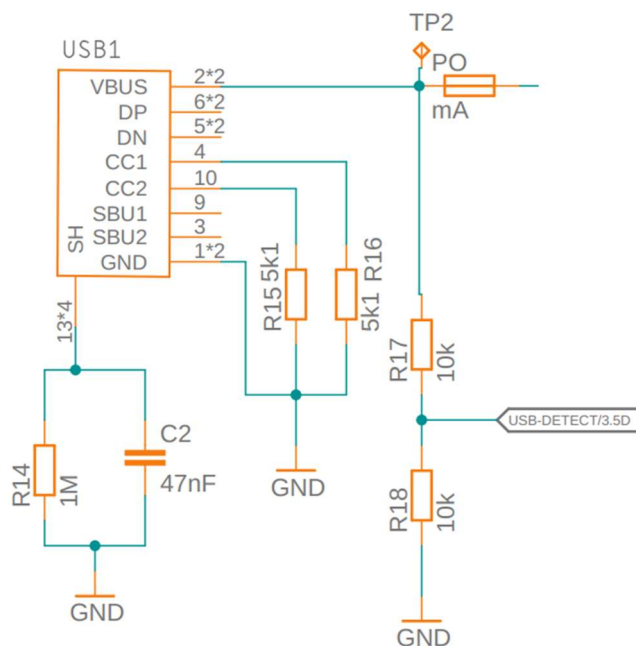 TP2
USB1
PO
mA
VBUS
2*2
DP
6*2
DN
5*2
CC1
4
CC2
10
SBU1
9
SBU2
3
GND
1*2
SH
13*4
R15
5k1
R16
5k1
R17
10k
USB-DETECT/3.5D
R18
10k
R14
1M
C2
47nF
GND
GND
GND